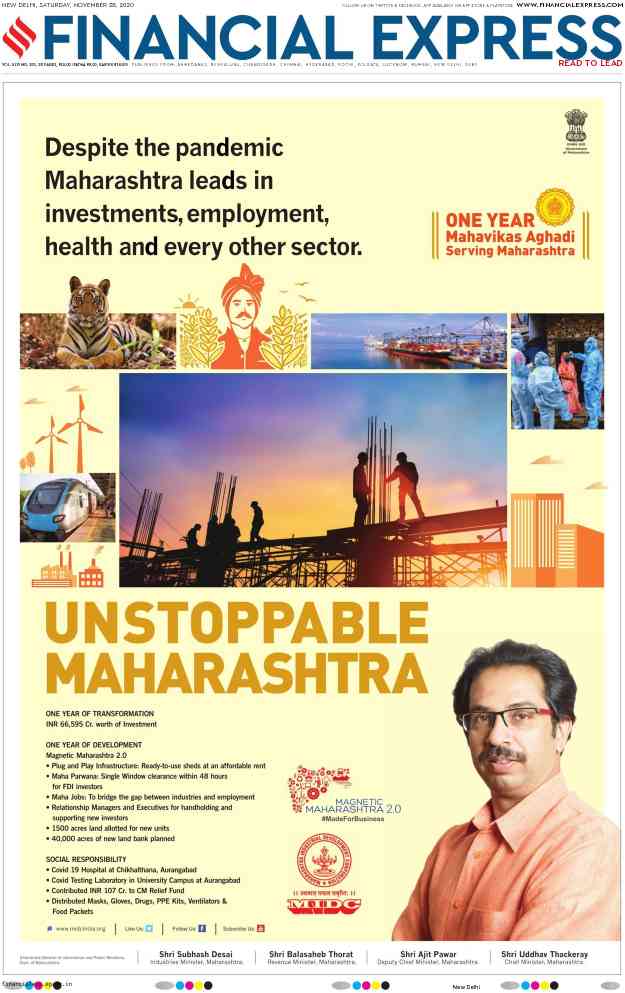 NEW DELHI, SATURDAY, NOVEMBER 28, 2020
WWW.FINANCIALEXPRESS.COM
FINANCIAL EXPRESS
READ TO LEAD
Despite the pandemic
Maharashtra leads in
investments, employment,
health and every other sector.
ONE YEAR
Mahavikas Aghadi
Serving Maharashtra
UNSTOPPABLE
MAHARASHTRA
ONE YEAR OF TRANSFORMATION
INR 66,595 Cr. worth of Investment
ONE YEAR OF DEVELOPMENT
Magnetic Maharashtra 2.0
• Plug and Play Infrastructure: Ready-to-use sheds at an affordable rent
• Maha Parwana: Single Window clearance within 48 hours
for FDI investors
• Maha Jobs: To bridge the gap between industries and employment
• Relationship Managers and Executives for handholding and
supporting new investors
• 1500 acres land allotted for new units
• 40,000 acres of new land bank planned
MAGNETIC
MAHARASHTRA 2.0
#MadeForBusiness
SOCIAL RESPONSIBILITY
• Covid 19 Hospital at Chikhalthana, Aurangabad
• Covid Testing Laboratory in University Campus at Aurangabad
• Contributed INR 107 Cr. to CM Relief Fund
• Distributed Masks, Gloves, Drugs, PPE Kits, Ventilators &
Food Packets
MIDC
www.midcindia.org
Like Us
Follow Us
Subscribe Us
Shri Subhash Desai
Industries Minister, Maharashtra.
Shri Balasaheb Thorat
Revenue Minister, Maharashtra.
Shri Ajit Pawar
Deputy Chief Minister, Maharashtra.
Shri Uddhav Thackeray
Chief Minister, Maharashtra.
New Delhi